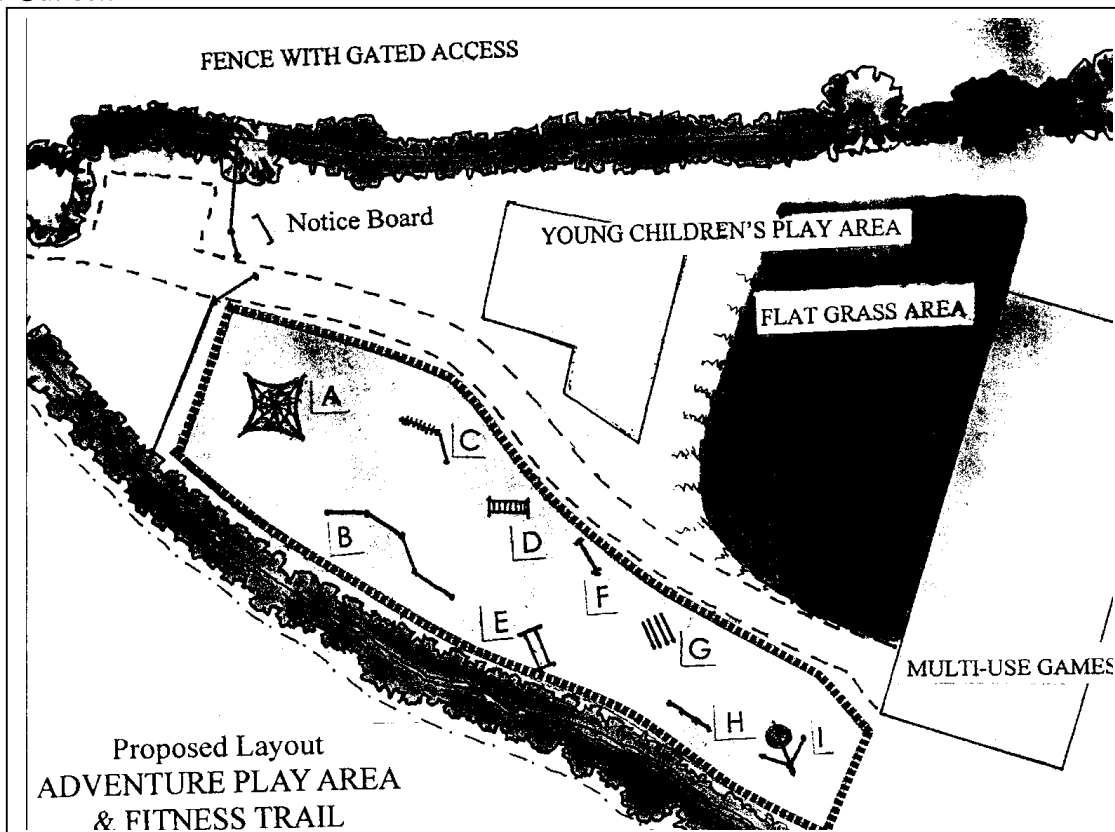 FENCE WITH GATED ACCESS
Notice Board
YOUNG CHILDREN'S PLAY AREA
FLAT GRASS AREA
A
C
B
D
F
E
G
MULTI-USE GAMES
H
I
Proposed Layout
ADVENTURE PLAY AREA
& FITNESS TRAIL